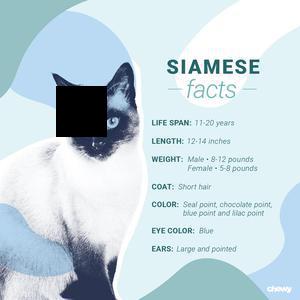 SIAMESE
facts
LIFE SPAN: 11-20 years
LENGTH: 12-14 inches
WEIGHT: Male • 8-12 pounds
Female • 5-8 pounds
COAT: Short hair
COLOR: Seal point, chocolate point,
blue point and lilac point
EYE COLOR: Blue
EARS: Large and pointed
chewy